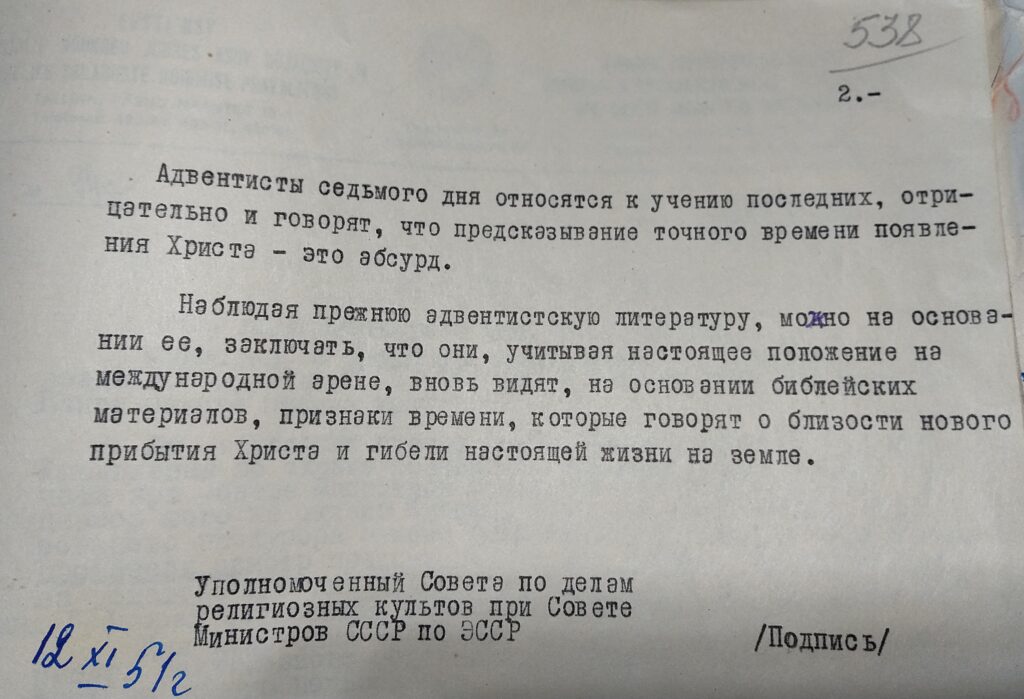 538
2.-
Адвентисты седьмого дня относятся к учению последних, отри-
цательно и говорят, что предсказывание точного времени появле-
ния Христа - это абсурд.
Наблюдая прежнюю адвентистскую литературу, можно на основа-
нии ее, заключать, что они, учитывая настоящее положение на
международной арене, вновь видят, на основании библейских
материалов, признаки времени, которые говорят о близости нового
прибытия Христа и гибели настоящей жизни на земле.
Уполномоченный Совета по делам
религиозных культов при Совете
Министров СССР по ЭССР /Подпись/
12 XI 51г